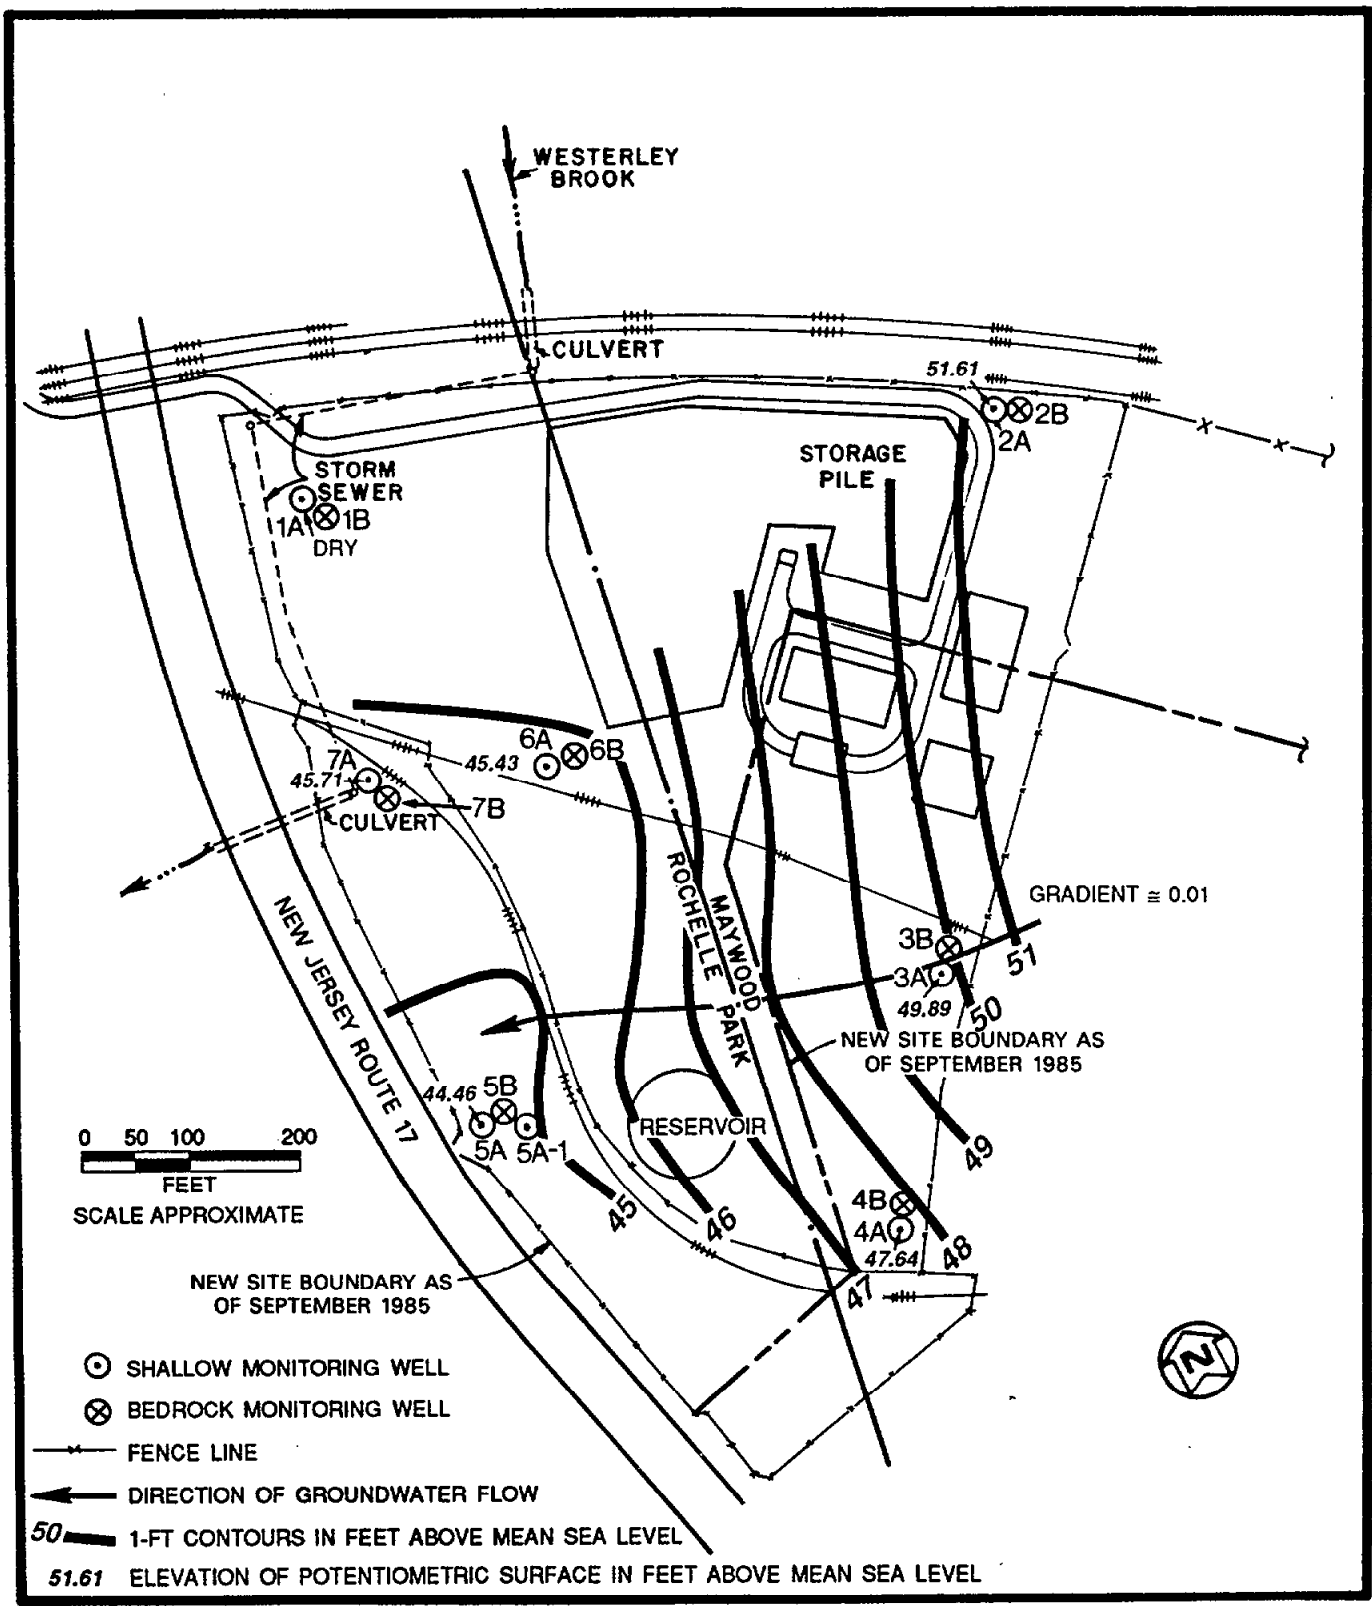 WESTERLEY
BROOK
CULVERT
51.61
2B
2A
STORAGE
PILE
STORM
SEWER
1A
1B
DRY
6A
6B
45.43
7A
45.71
7B
CULVERT
GRADIENT ≅ 0.01
MAYWOOD
ROCHELLE PARK
3B
3A
49.89
51
50
NEW JERSEY ROUTE 17
NEW SITE BOUNDARY AS
OF SEPTEMBER 1985
44.46
5B
5A
5A-1
RESERVOIR
0 50 100 200
FEET
SCALE APPROXIMATE
49
4B
4A
47.64
48
45
46
47
NEW SITE BOUNDARY AS
OF SEPTEMBER 1985
N
SHALLOW MONITORING WELL
BEDROCK MONITORING WELL
FENCE LINE
DIRECTION OF GROUNDWATER FLOW
50 1-FT CONTOURS IN FEET ABOVE MEAN SEA LEVEL
51.61 ELEVATION OF POTENTIOMETRIC SURFACE IN FEET ABOVE MEAN SEA LEVEL